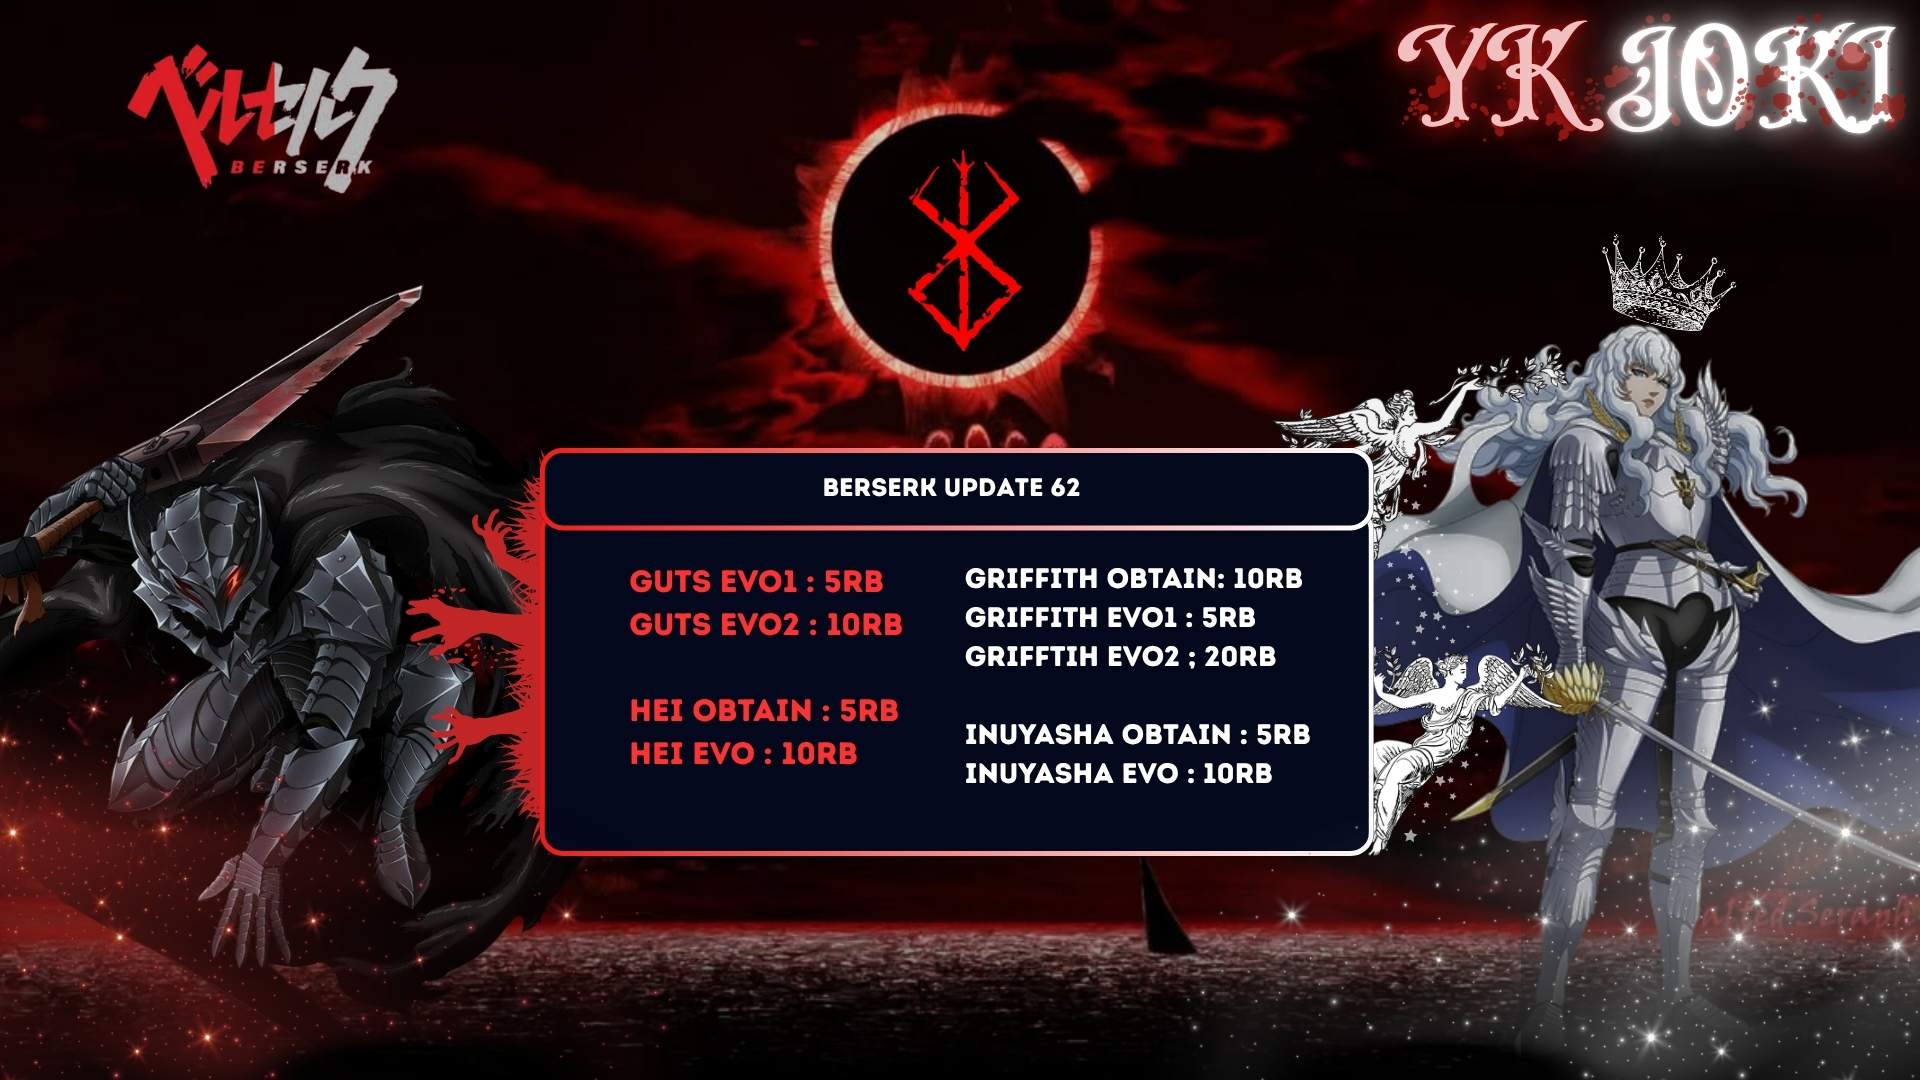 ベルセルク
BERSERK
YK JOKI
BERSERK UPDATE 62
GUTS EVO1 : 5RB
GUTS EVO2 : 10RB
HEI OBTAIN : 5RB
HEI EVO : 10RB
GRIFFITH OBTAIN: 10RB
GRIFFITH EVO1 : 5RB
GRIFFTIH EVO2 ; 20RB
INUYASHA OBTAIN : 5RB
INUYASHA EVO : 10RB